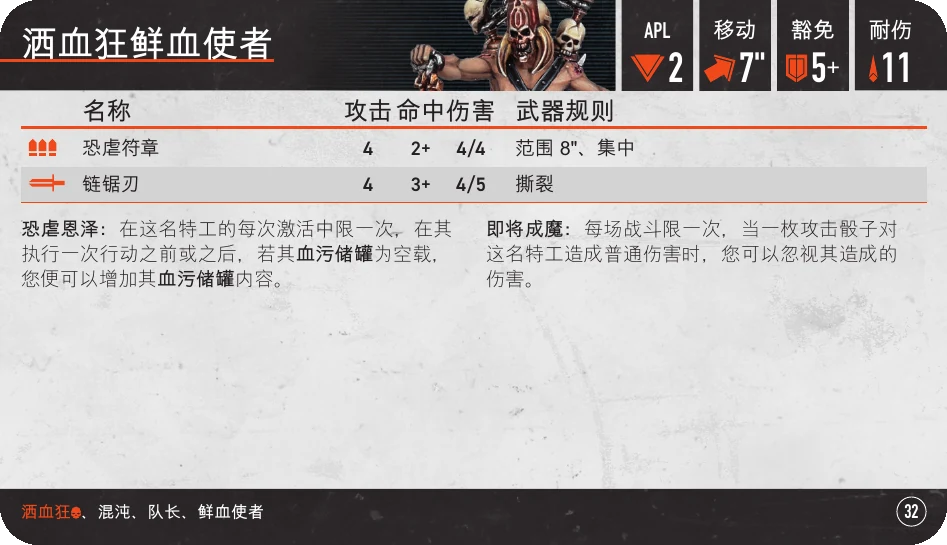 洒血狂鲜血使者
APL 移动 豁免 耐伤
2 7" 5+ 11
名称 攻击 命中 伤害 武器规则
恐虐符章 4 2+ 4/4 范围 8"、集中
链锯刃 4 3+ 4/5 撕裂
恐虐恩泽：在这名特工的每次激活中限一次，在其
执行一次行动之前或之后，若其血污储罐为空载，
您便可以增加其血污储罐内容。
即将成魔：每场战斗限一次，当一枚攻击骰子对
这名特工造成普通伤害时，您可以忽视其造成的
伤害。
洒血狂、混沌、队长、鲜血使者
32